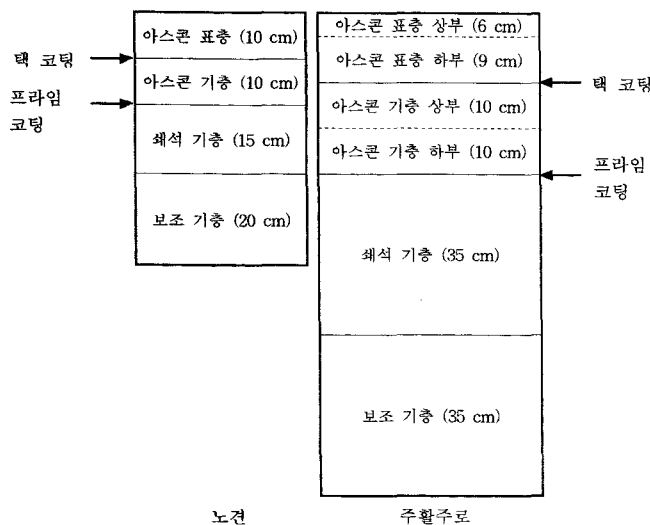 아스콘 표층 (10 cm)
아스콘 기층 (10 cm)
쇄석 기층 (15 cm)
보조 기층 (20 cm)
택 코팅
프라임
코팅
노견
아스콘 표층 상부 (6 cm)
아스콘 표층 하부 (9 cm)
아스콘 기층 상부 (10 cm)
아스콘 기층 하부 (10 cm)
쇄석 기층 (35 cm)
보조 기층 (35 cm)
택 코팅
프라임
코팅
주활주로